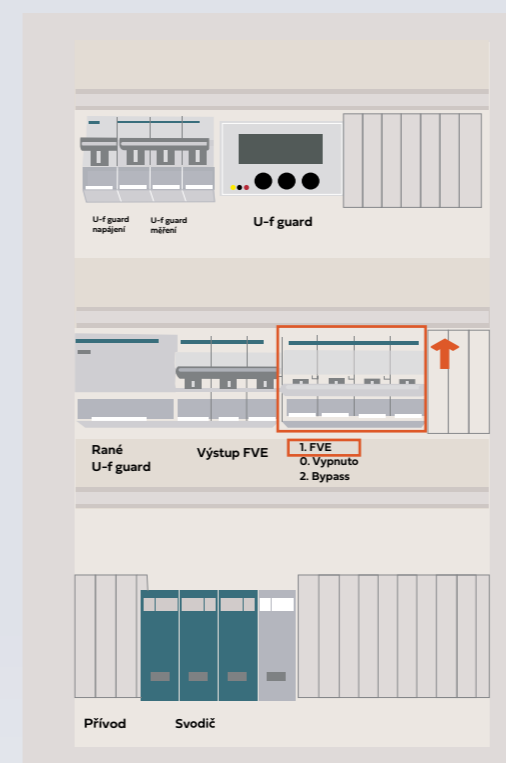 U-f guard
napájení
U-f guard
měření
U-f guard
Rané
U-f guard
Výstup FVE
1. FVE
0. Vypnuto
2. Bypass
Přívod
Svodič